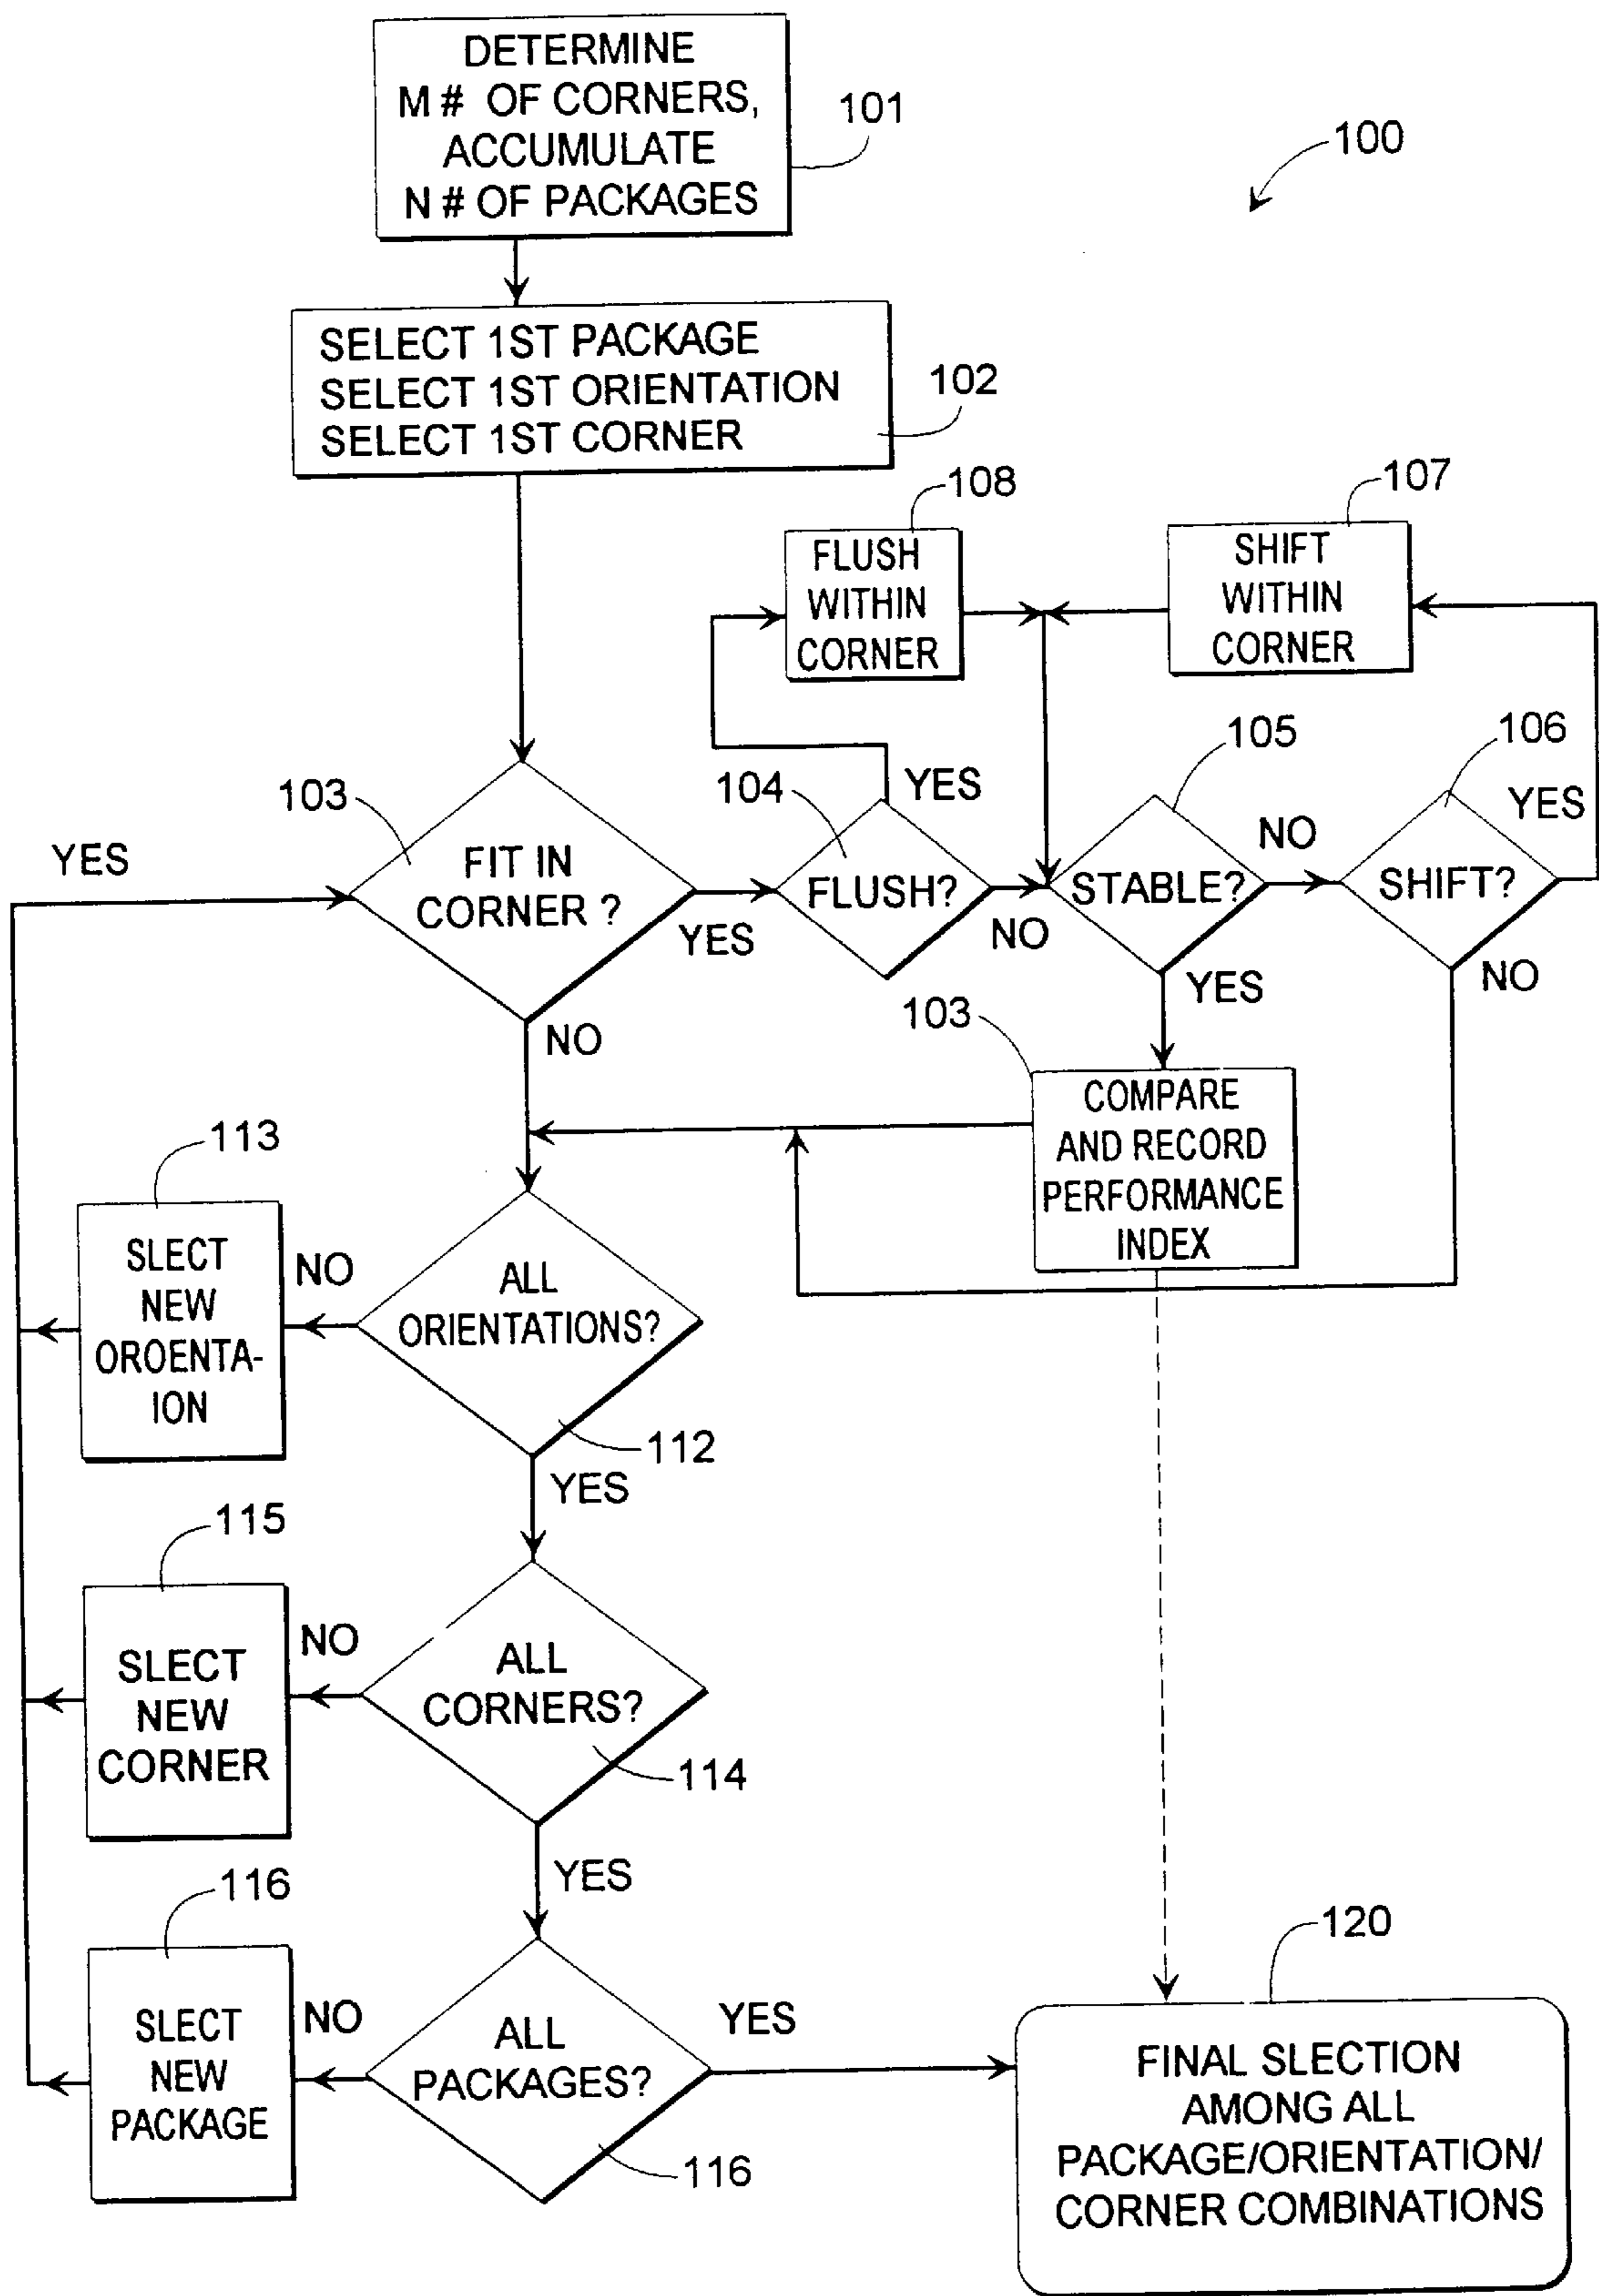 DETERMINE
M # OF CORNERS,
ACCUMULATE
N # OF PACKAGES
101
100
SELECT 1ST PACKAGE
SELECT 1ST ORIENTATION
SELECT 1ST CORNER
102
108
FLUSH
WITHIN
CORNER
107
SHIFT
WITHIN
CORNER
103
FIT IN
CORNER ?
YES
YES
NO
104
FLUSH?
YES
NO
105
STABLE?
NO
YES
106
SHIFT?
YES
NO
103
COMPARE
AND RECORD
PERFORMANCE
INDEX
113
SLECT
NEW
OROENTA-
ION
NO
ALL
ORIENTATIONS?
112
YES
115
SLECT
NEW
CORNER
NO
ALL
CORNERS?
114
YES
116
SLECT
NEW
PACKAGE
NO
ALL
PACKAGES?
116
YES
120
FINAL SLECTION
AMONG ALL
PACKAGE/ORIENTATION/
CORNER COMBINATIONS